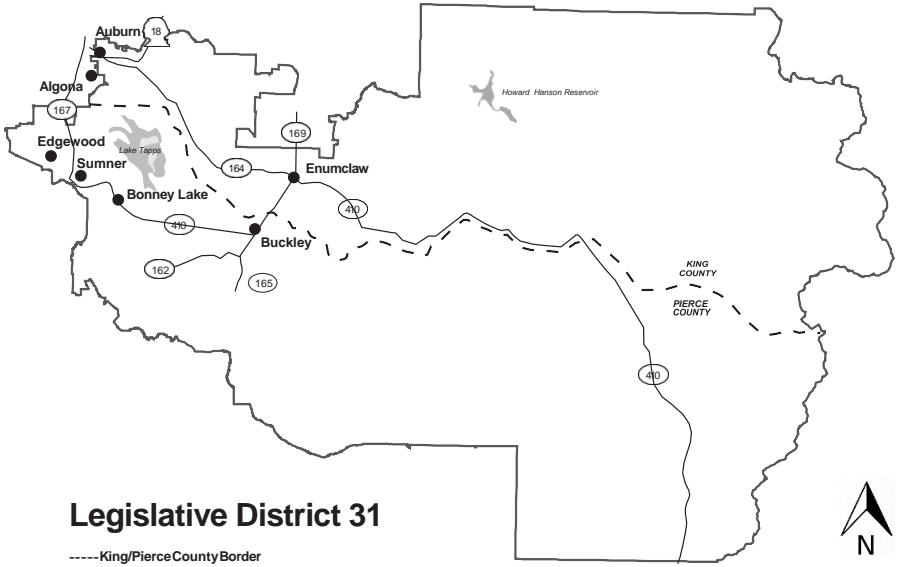 Auburn
18
Algona
167
Howard Hanson Reservoir
169
Edgewood
Lake Tapps
Sumner
164
Enumclaw
Bonney Lake
410
410
Buckley
162
165
KING
COUNTY
PIERCE
COUNTY
410
Legislative District 31
-----King/Pierce County Border
N